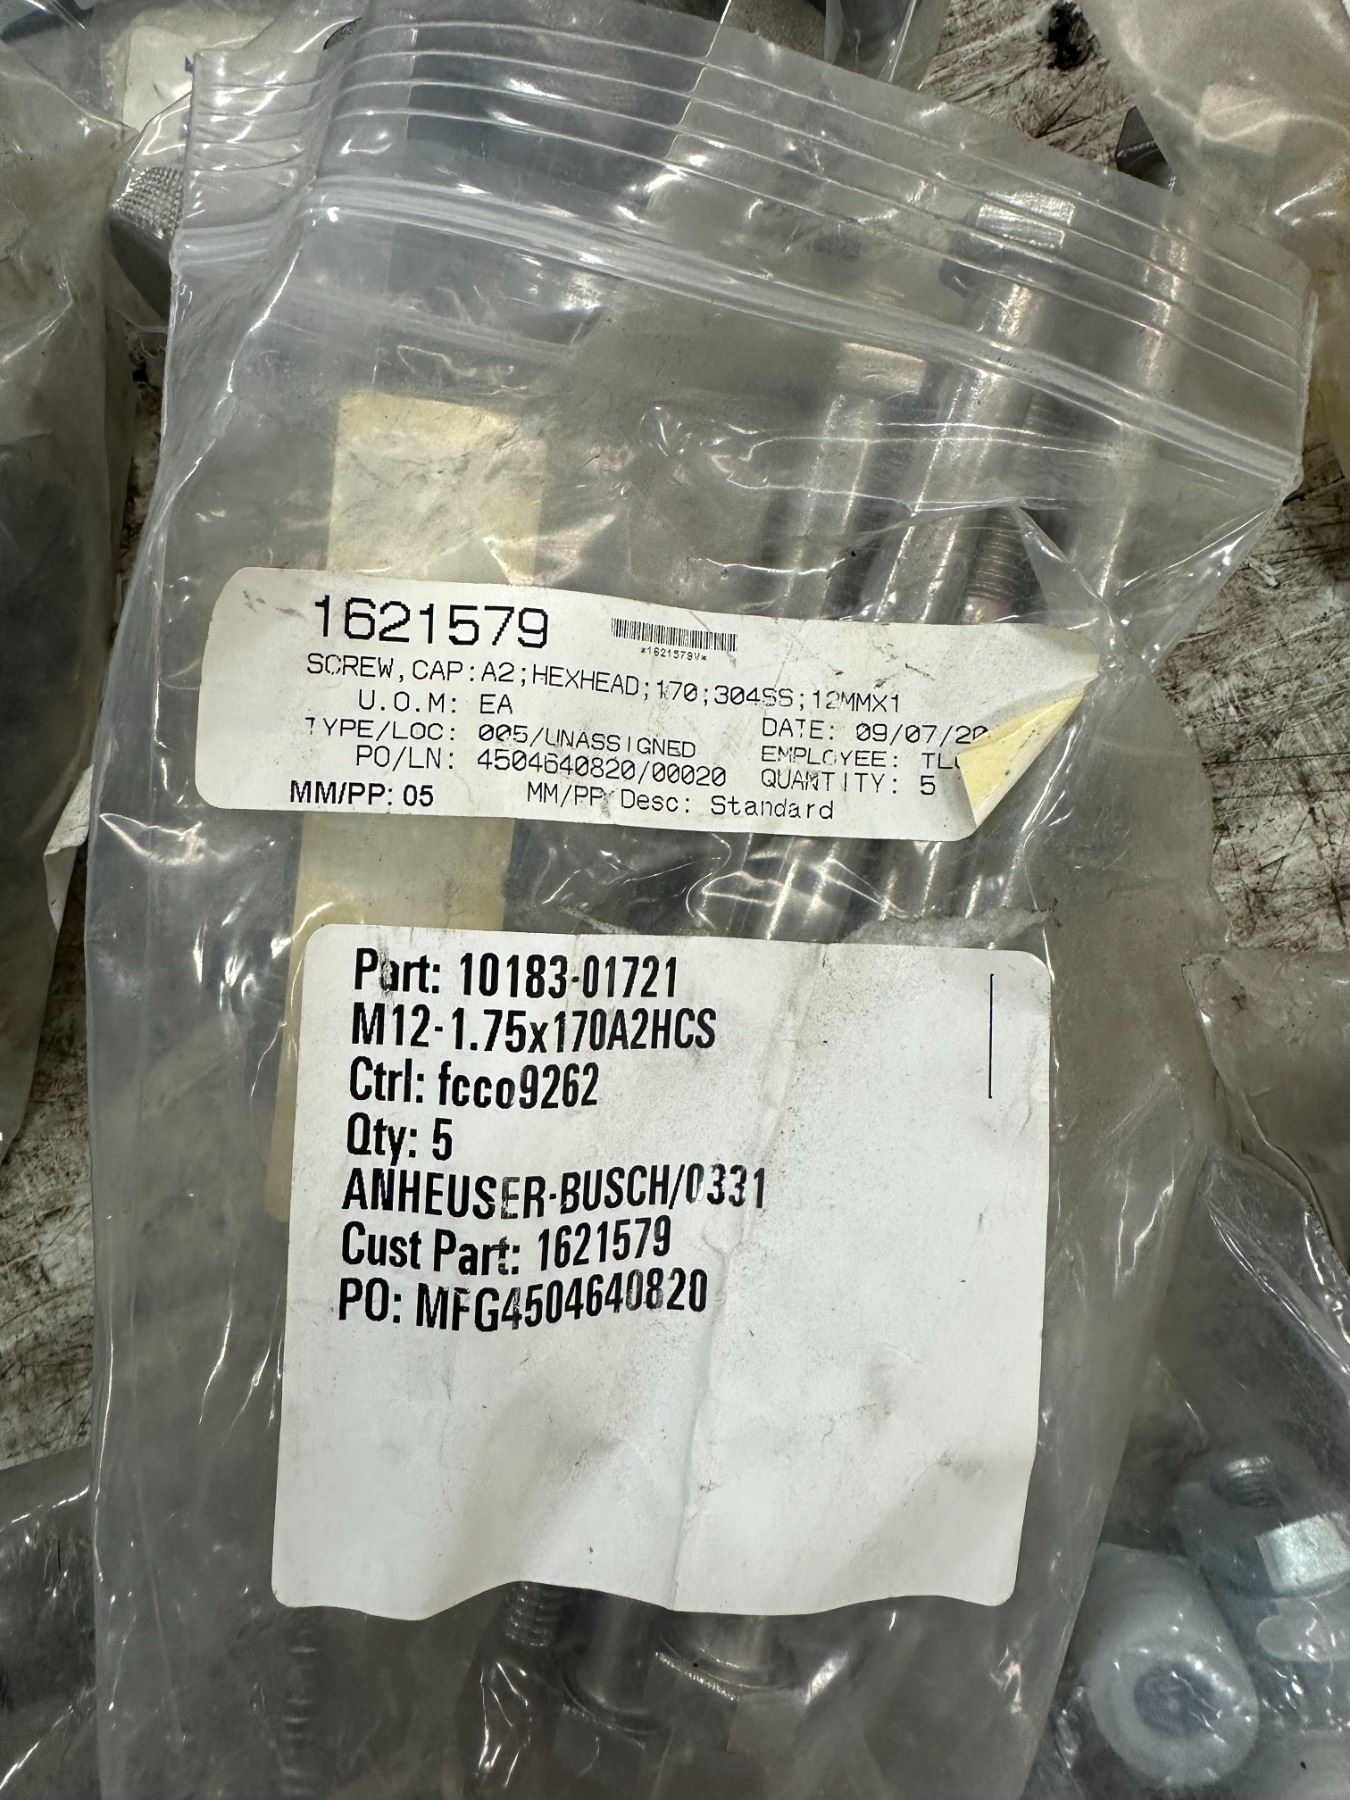 1621579
*1621579V*
SCREW,CAP:A2;HEXHEAD;170;304SS;12MMX1
U.O.M: EA
DATE: 09/07/20
TYPE/LOC: 005/UNASSIGNED
EMPLOYEE:
PO/LN: 4504640820/00020
QUANTITY: 5
MM/PP: 05 MM/PP Desc: Standard
Part: 10183-01721
M12-1.75x170A2HCS
Ctrl: fcco9262
Qty: 5
ANHEUSER-BUSCH/0331
Cust Part: 1621579
PO: MFG4504640820